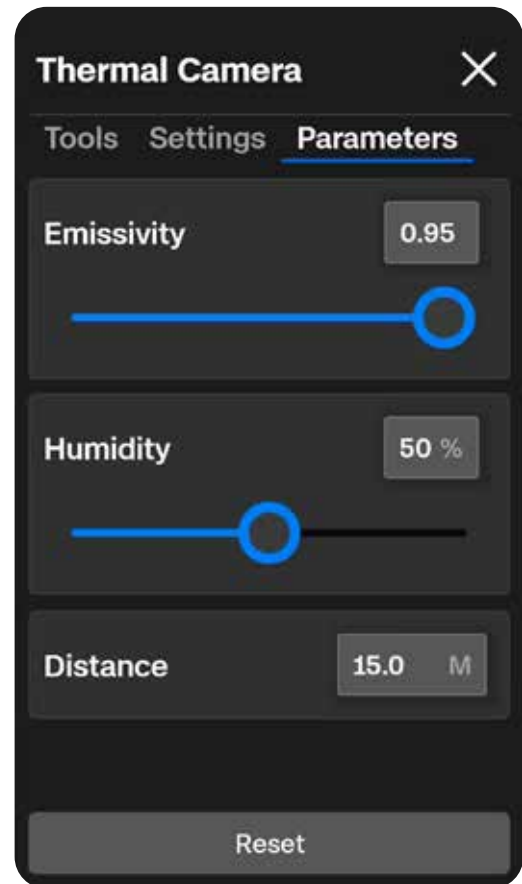 Thermal Camera
Tools Settings Parameters
Emissivity 0.95
Humidity 50 %
Distance 15.0 M
Reset